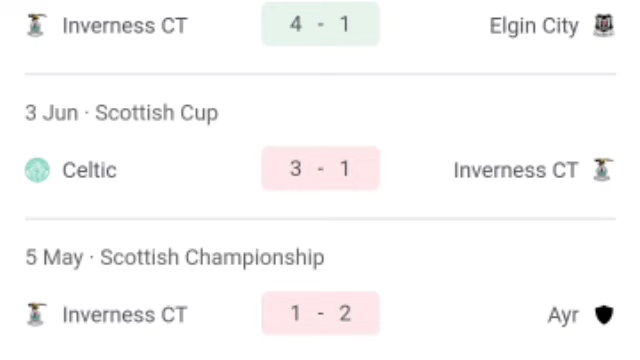 Inverness CT 4 - 1 Elgin City
3 Jun · Scottish Cup
Celtic 3 - 1 Inverness CT
5 May · Scottish Championship
Inverness CT 1 - 2 Ayr